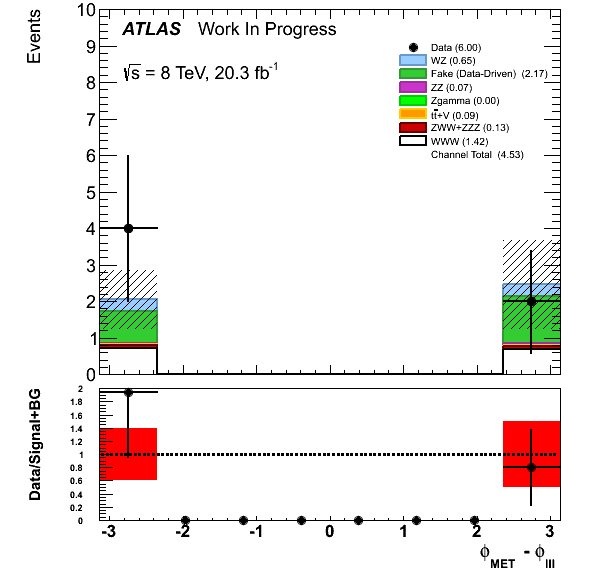 Events
10
9
8
7
6
5
4
3
2
1
0
ATLAS Work In Progress
√s = 8 TeV, 20.3 fb⁻¹
Data (6.00)
WZ (0.65)
Fake (Data-Driven) (2.17)
ZZ (0.07)
Zgamma (0.00)
tt̄+V (0.09)
ZWW+ZZZ (0.13)
WWW (1.42)
Channel Total (4.53)
Data/Signal+BG
2
1.8
1.6
1.4
1.2
1
0.8
0.6
0.4
0.2
0
-3 -2 -1 0 1 2 3
ϕMET - ϕlll